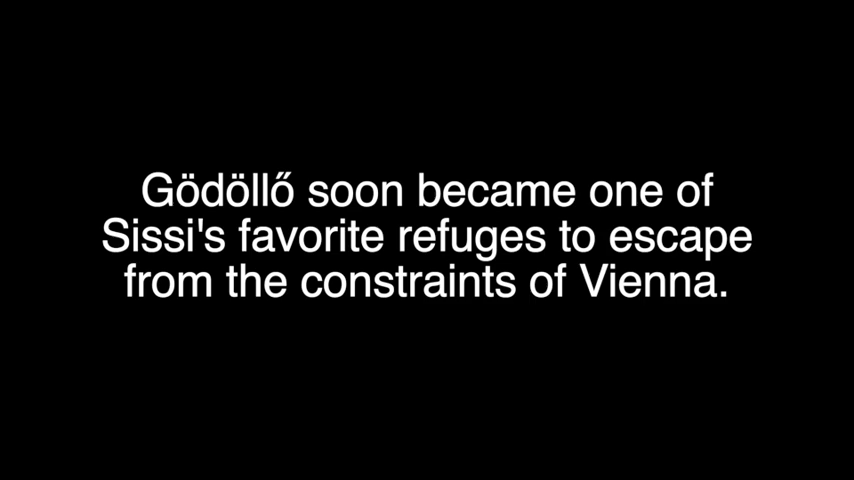 Gödöllő soon became one of
Sissi's favorite refuges to escape
from the constraints of Vienna.